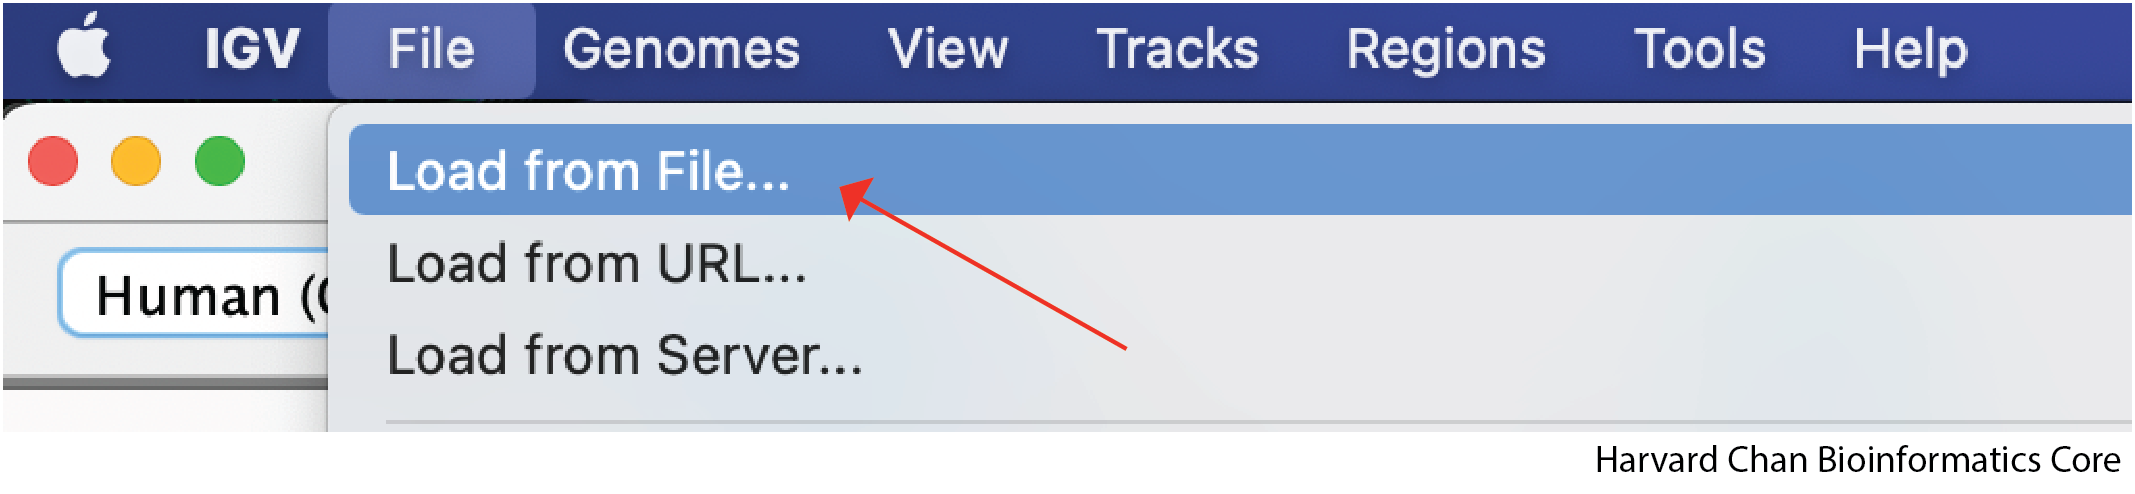 IGV File Genomes View Tracks Regions Tools Help
Load from File...
Load from URL...
Human (
Load from Server...
Harvard Chan Bioinformatics Core